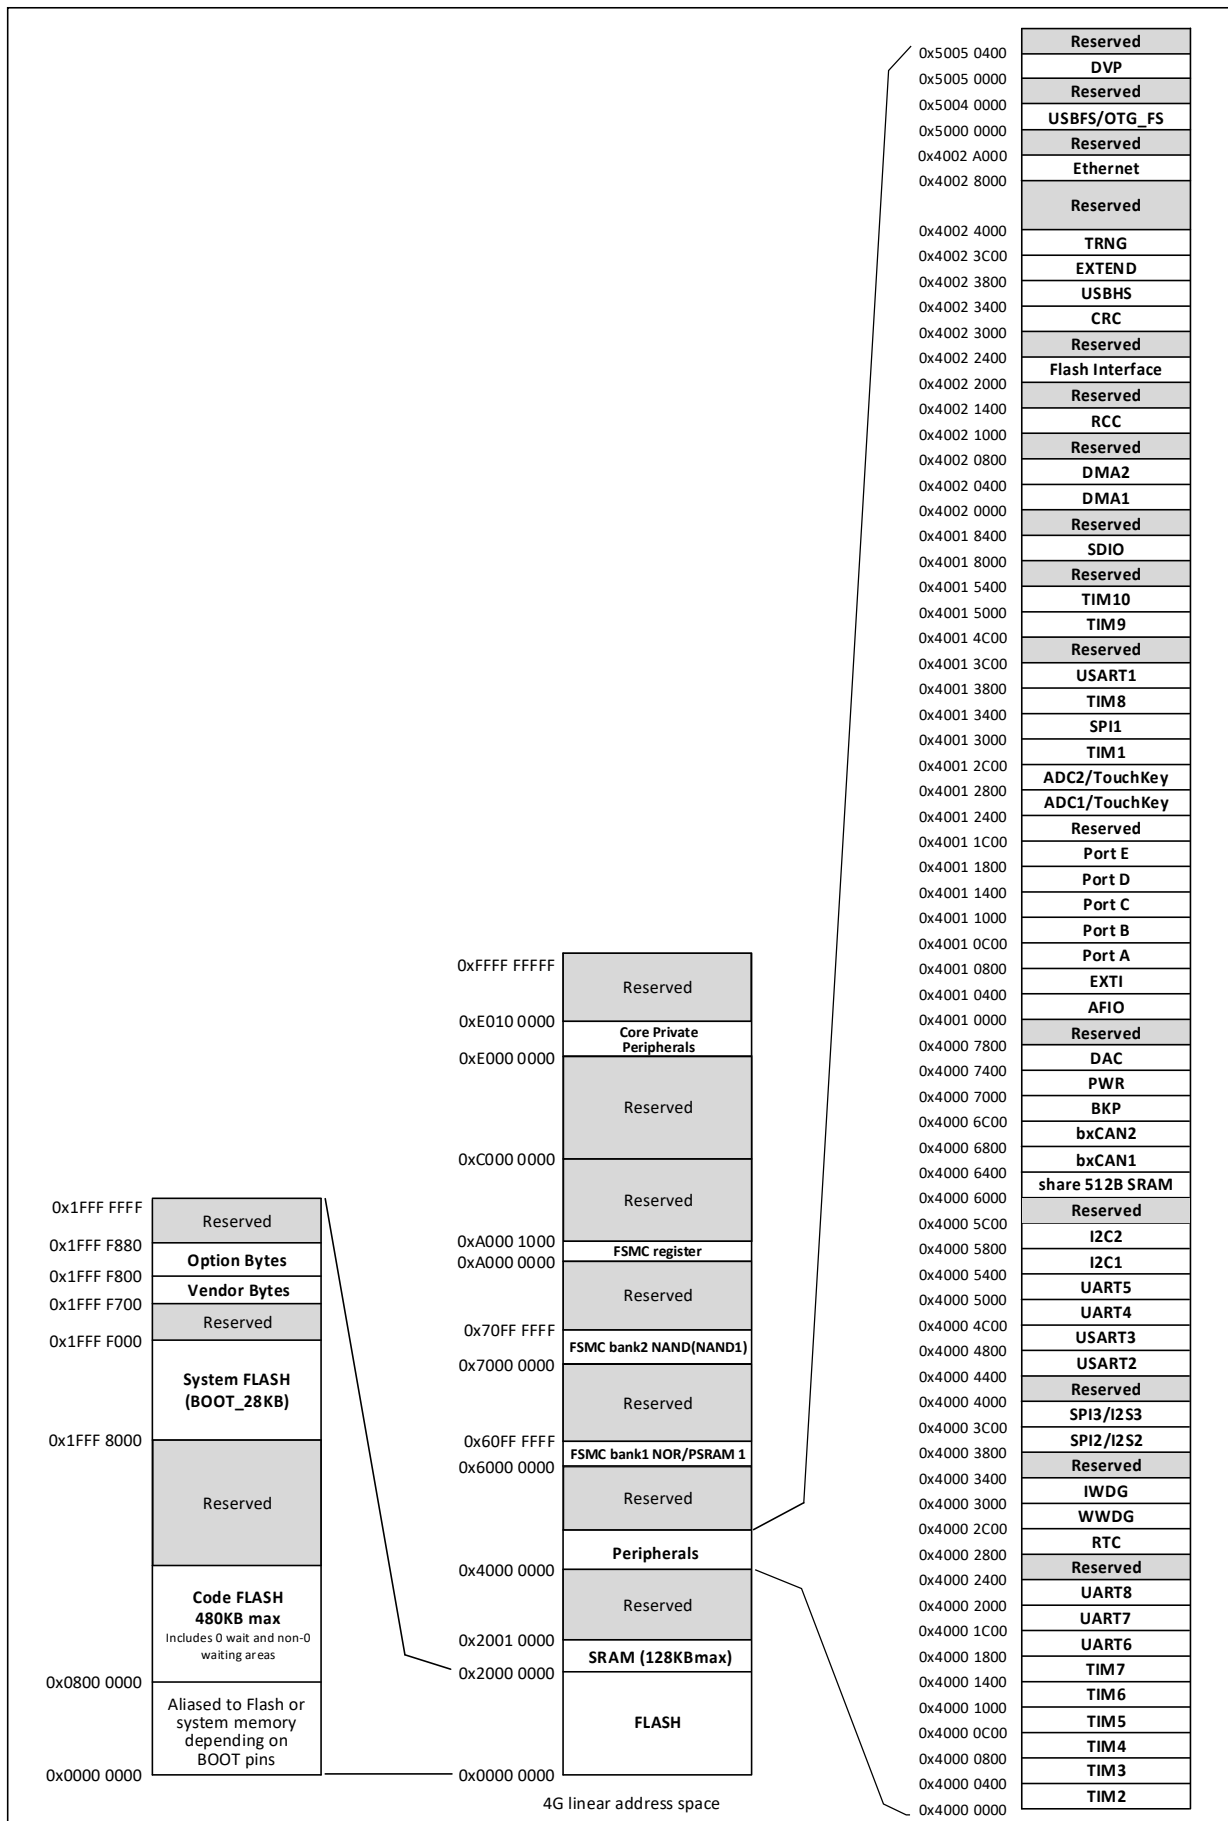 0x1FFF FFFF
Reserved
0x1FFF F880
Option Bytes
0x1FFF F800
Vendor Bytes
0x1FFF F700
Reserved
0x1FFF F000
System FLASH
(BOOT_28KB)
0x1FFF 8000
Reserved
Code FLASH
480KB max
Includes 0 wait and non-0
waiting areas
0x0800 0000
Aliased to Flash or
system memory
depending on
BOOT pins
0x0000 0000
0xFFFF FFFFF
Reserved
0xE010 0000
Core Private
Peripherals
0xE000 0000
Reserved
0xC000 0000
Reserved
0xA000 1000
FSMC register
0xA000 0000
Reserved
0x70FF FFFF
FSMC bank2 NAND(NAND1)
0x7000 0000
Reserved
0x60FF FFFF
FSMC bank1 NOR/PSRAM 1
0x6000 0000
Reserved
Peripherals
0x4000 0000
Reserved
0x2001 0000
SRAM (128KBmax)
0x2000 0000
FLASH
0x0000 0000
4G linear address space
Reserved
0x5005 0400
DVP
0x5005 0000
Reserved
0x5004 0000
USBFS/OTG_FS
0x5000 0000
Reserved
0x4002 A000
Ethernet
0x4002 8000
Reserved
0x4002 4000
TRNG
0x4002 3C00
EXTEND
0x4002 3800
USBHS
0x4002 3400
CRC
0x4002 3000
Reserved
0x4002 2400
Flash Interface
0x4002 2000
Reserved
0x4002 1400
RCC
0x4002 1000
Reserved
0x4002 0800
DMA2
0x4002 0400
DMA1
0x4002 0000
Reserved
0x4001 8400
SDIO
0x4001 8000
Reserved
0x4001 5400
TIM10
0x4001 5000
TIM9
0x4001 4C00
Reserved
0x4001 3C00
USART1
0x4001 3800
TIM8
0x4001 3400
SPI1
0x4001 3000
TIM1
0x4001 2C00
ADC2/TouchKey
0x4001 2800
ADC1/TouchKey
0x4001 2400
Reserved
0x4001 1C00
Port E
0x4001 1800
Port D
0x4001 1400
Port C
0x4001 1000
Port B
0x4001 0C00
Port A
0x4001 0800
EXTI
0x4001 0400
AFIO
0x4001 0000
Reserved
0x4000 7800
DAC
0x4000 7400
PWR
0x4000 7000
BKP
0x4000 6C00
bxCAN2
0x4000 6800
bxCAN1
0x4000 6400
share 512B SRAM
0x4000 6000
Reserved
0x4000 5C00
I2C2
0x4000 5800
I2C1
0x4000 5400
UART5
0x4000 5000
UART4
0x4000 4C00
USART3
0x4000 4800
USART2
0x4000 4400
Reserved
0x4000 4000
SPI3/I2S3
0x4000 3C00
SPI2/I2S2
0x4000 3800
Reserved
0x4000 3400
IWDG
0x4000 3000
WWDG
0x4000 2C00
RTC
0x4000 2800
Reserved
0x4000 2400
UART8
0x4000 2000
UART7
0x4000 1C00
UART6
0x4000 1800
TIM7
0x4000 1400
TIM6
0x4000 1000
TIM5
0x4000 0C00
TIM4
0x4000 0800
TIM3
0x4000 0400
TIM2
0x4000 0000